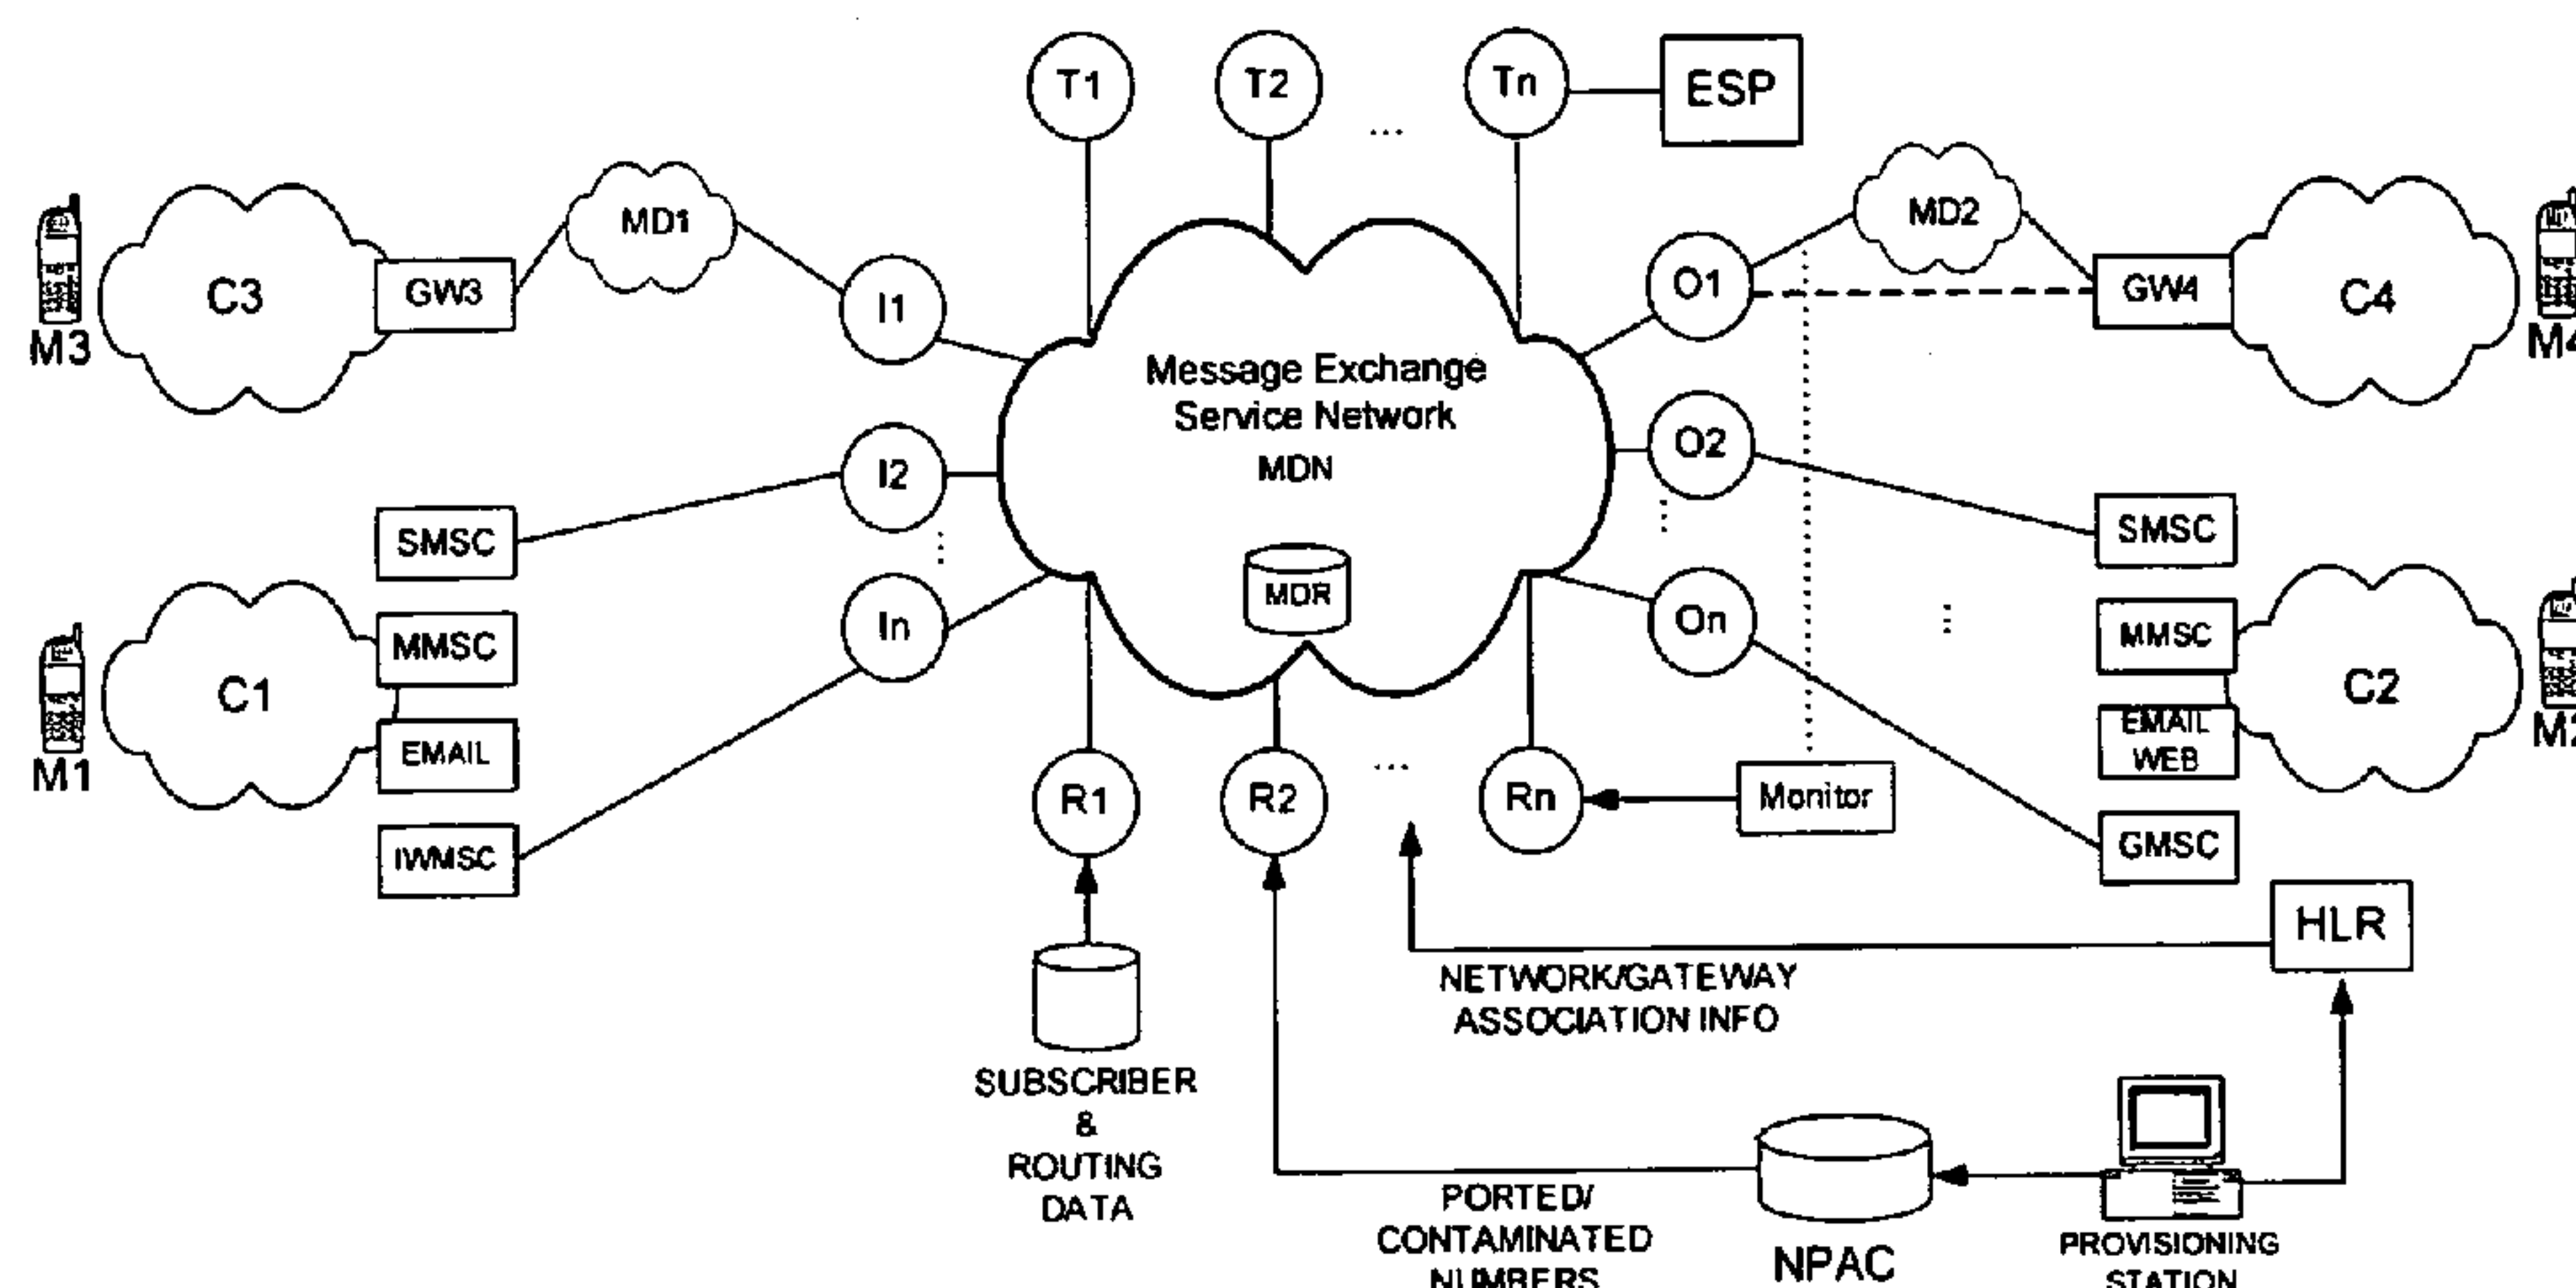 T1
T2
...
Tn
ESP
MD1
MD2
C3
GW3
I1
O1
GW4
C4
M3
Message Exchange
Service Network
MDN
I2
O2
SMSC
SMSC
MDR
In
On
MMSC
MMSC
C1
C2
EMAIL
EMAIL
WEB
M1
R1
R2
...
Rn
Monitor
IWMSC
GMSC
HLR
NETWORK/GATEWAY
ASSOCIATION INFO
SUBSCRIBER
&
ROUTING
DATA
PORTED/
CONTAMINATED
NUMBERS
NPAC
PROVISIONING
STATION